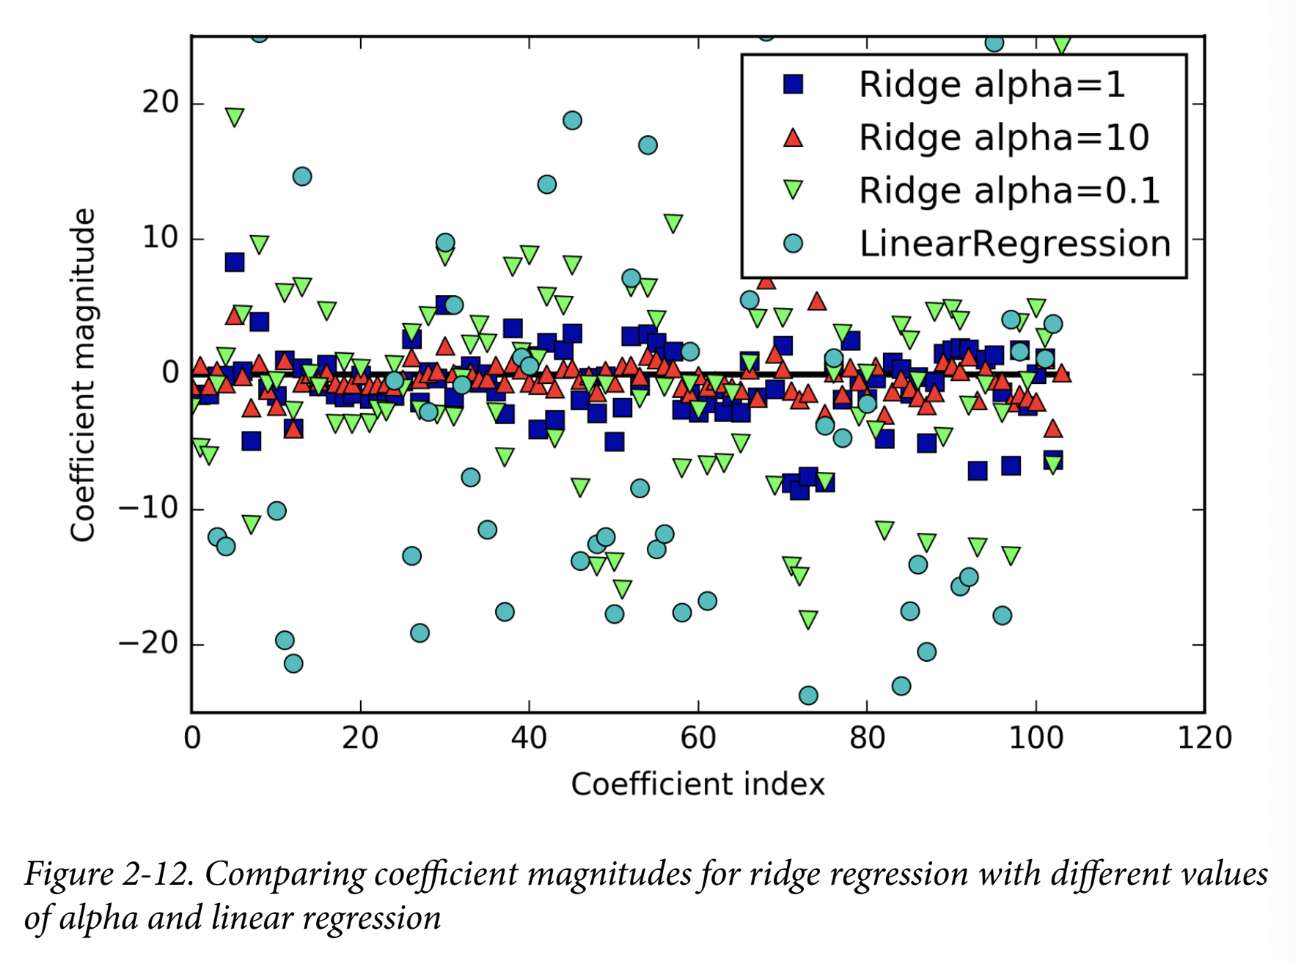 20
10
0
−10
−20
Coefficient magnitude
Ridge alpha=1
Ridge alpha=10
Ridge alpha=0.1
LinearRegression
0 20 40 60 80 100 120
Coefficient index
Figure 2-12. Comparing coefficient magnitudes for ridge regression with different values
of alpha and linear regression